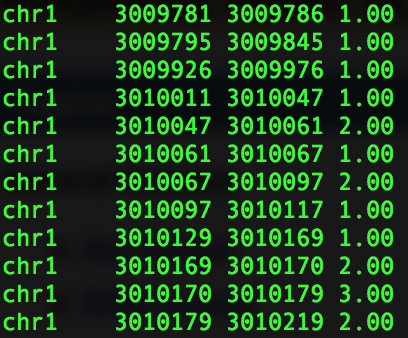 chr1 3009781 3009786 1.00
chr1 3009795 3009845 1.00
chr1 3009926 3009976 1.00
chr1 3010011 3010047 1.00
chr1 3010047 3010061 2.00
chr1 3010061 3010067 1.00
chr1 3010067 3010097 2.00
chr1 3010097 3010117 1.00
chr1 3010129 3010169 1.00
chr1 3010169 3010170 2.00
chr1 3010170 3010179 3.00
chr1 3010179 3010219 2.00